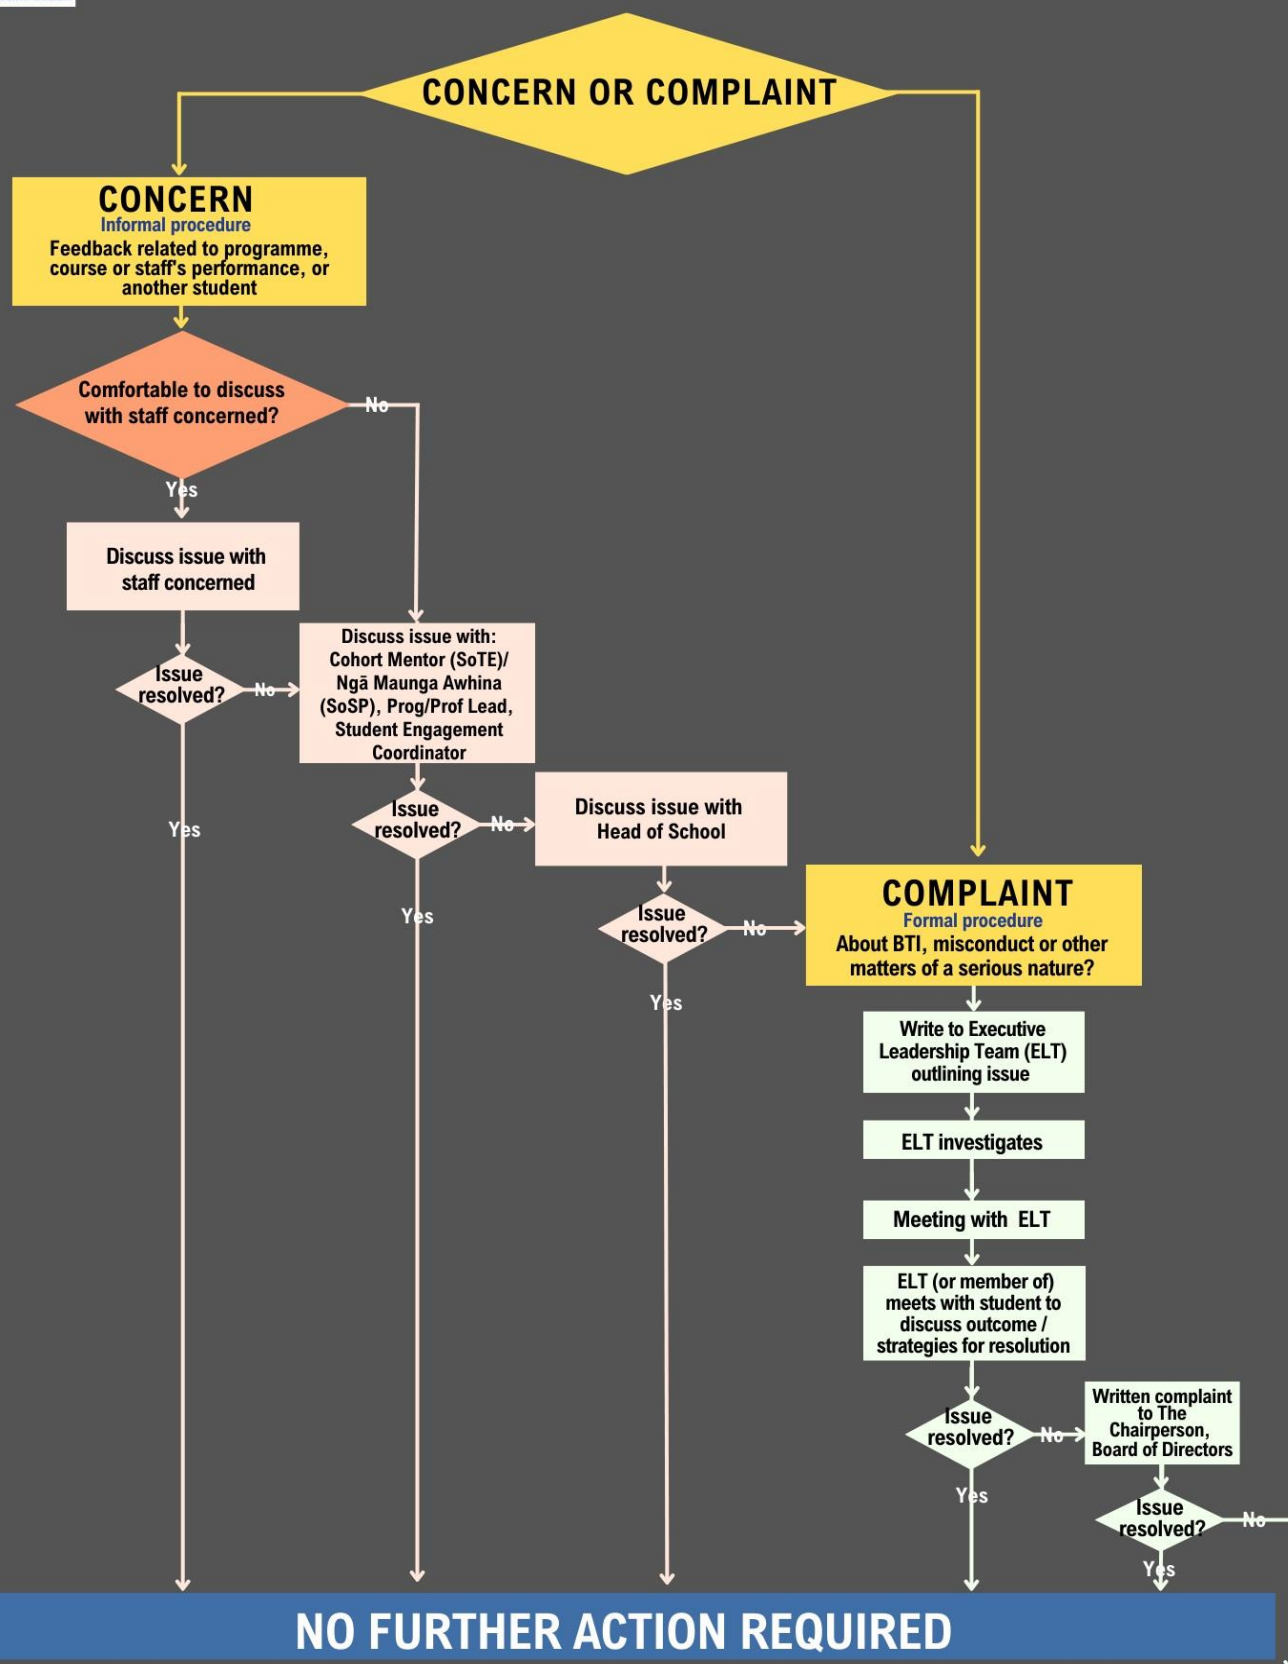 CONCERN OR COMPLAINT
CONCERN
Informal procedure
Feedback related to programme,
course or staff's performance, or
another student
Comfortable to discuss
with staff concerned?
No
Yes
Discuss issue with
staff concerned
Issue
resolved?
No
Yes
Discuss issue with:
Cohort Mentor (SoTE)/
Ngā Maunga Awhina
(SoSP), Prog/Prof Lead,
Student Engagement
Coordinator
Issue
resolved?
No
Yes
Discuss issue with
Head of School
Issue
resolved?
No
Yes
COMPLAINT
Formal procedure
About BTI, misconduct or other
matters of a serious nature?
Write to Executive
Leadership Team (ELT)
outlining issue
ELT investigates
Meeting with ELT
ELT (or member of)
meets with student to
discuss outcome /
strategies for resolution
Issue
resolved?
No
Yes
Written complaint
to The
Chairperson,
Board of Directors
Issue
resolved?
No
Yes
NO FURTHER ACTION REQUIRED